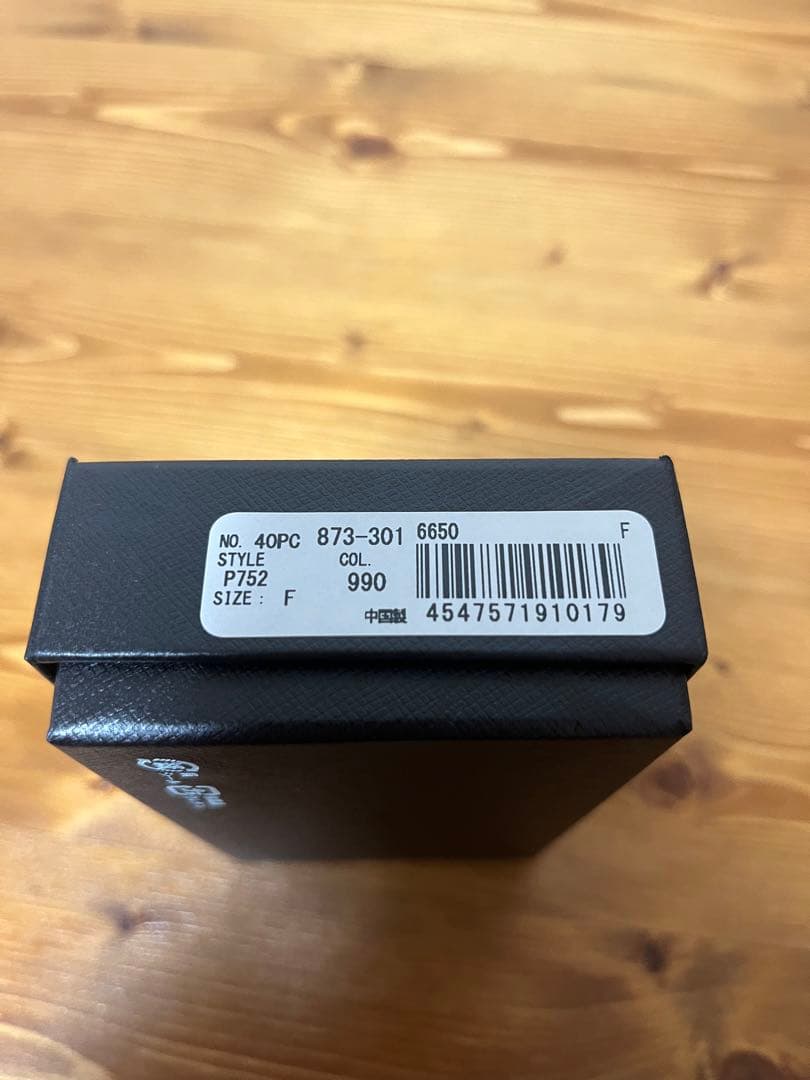 NO. 40PC 873-301 6650 F
STYLE COL.
P752 990
SIZE: F
中国製 4547571910179